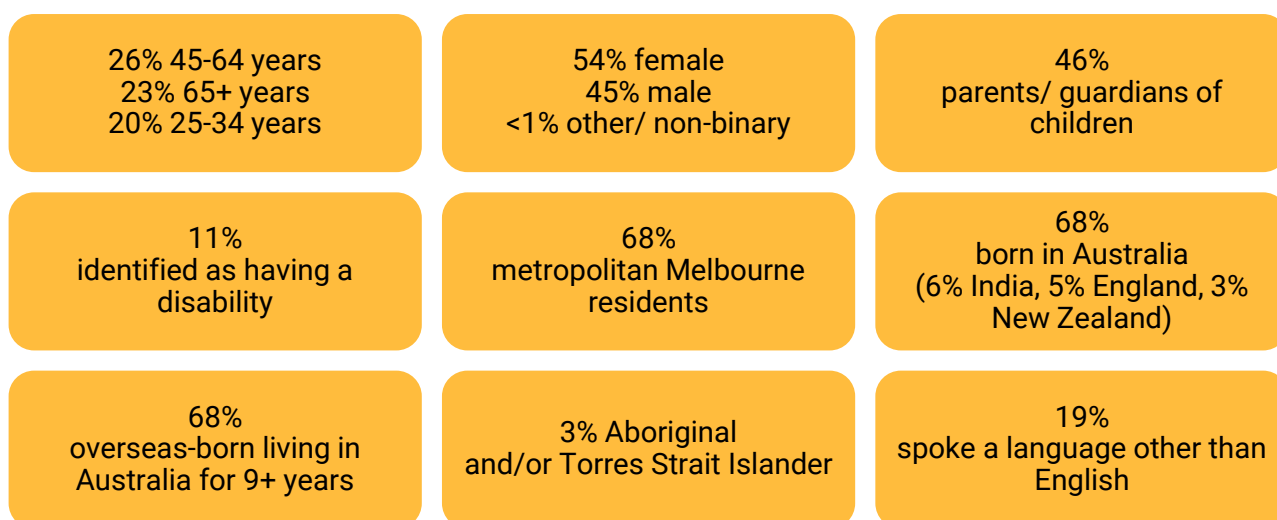 26% 45-64 years
23% 65+ years
20% 25-34 years
54% female
45% male
<1% other/ non-binary
46%
parents/ guardians of
children
11%
identified as having a
disability
68%
metropolitan Melbourne
residents
68%
born in Australia
(6% India, 5% England, 3%
New Zealand)
68%
overseas-born living in
Australia for 9+ years
3% Aboriginal
and/or Torres Strait Islander
19%
spoke a language other than
English